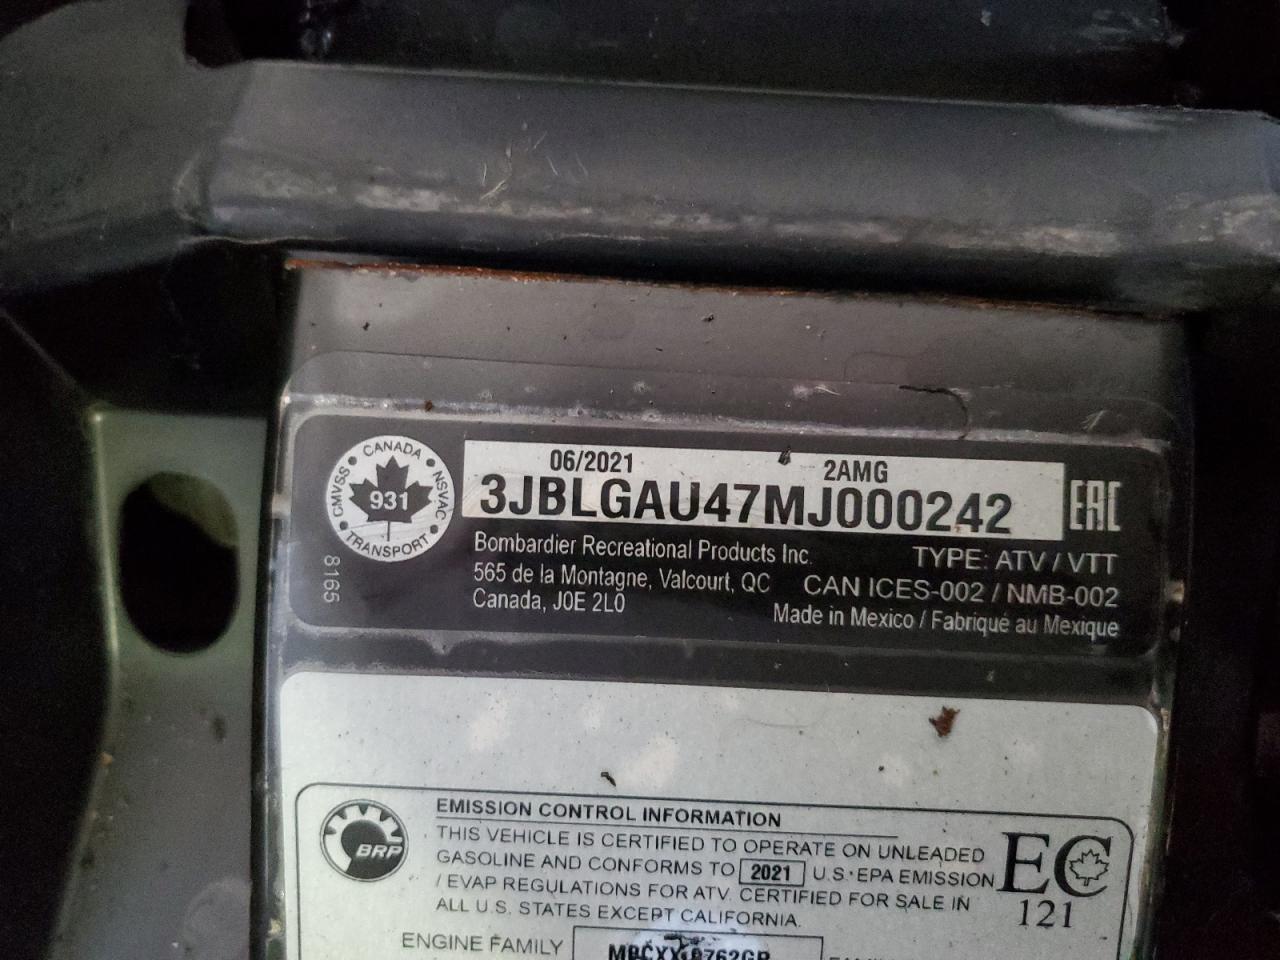 CANADA
CMVSS
NSVAC
931
TRANSPORT
8165
06/2021 2AMG
3JBLGAU47MJ000242
EAC
Bombardier Recreational Products Inc. TYPE: ATV / VTT
565 de la Montagne, Valcourt, QC CAN ICES-002 / NMB-002
Canada, J0E 2L0 Made in Mexico / Fabriqué au Mexique
BRP
EMISSION CONTROL INFORMATION
THIS VEHICLE IS CERTIFIED TO OPERATE ON UNLEADED
GASOLINE AND CONFORMS TO 2021 U.S. EPA EMISSION
/ EVAP REGULATIONS FOR ATV. CERTIFIED FOR SALE IN
ALL U.S. STATES EXCEPT CALIFORNIA.
EC
121
ENGINE FAMILY